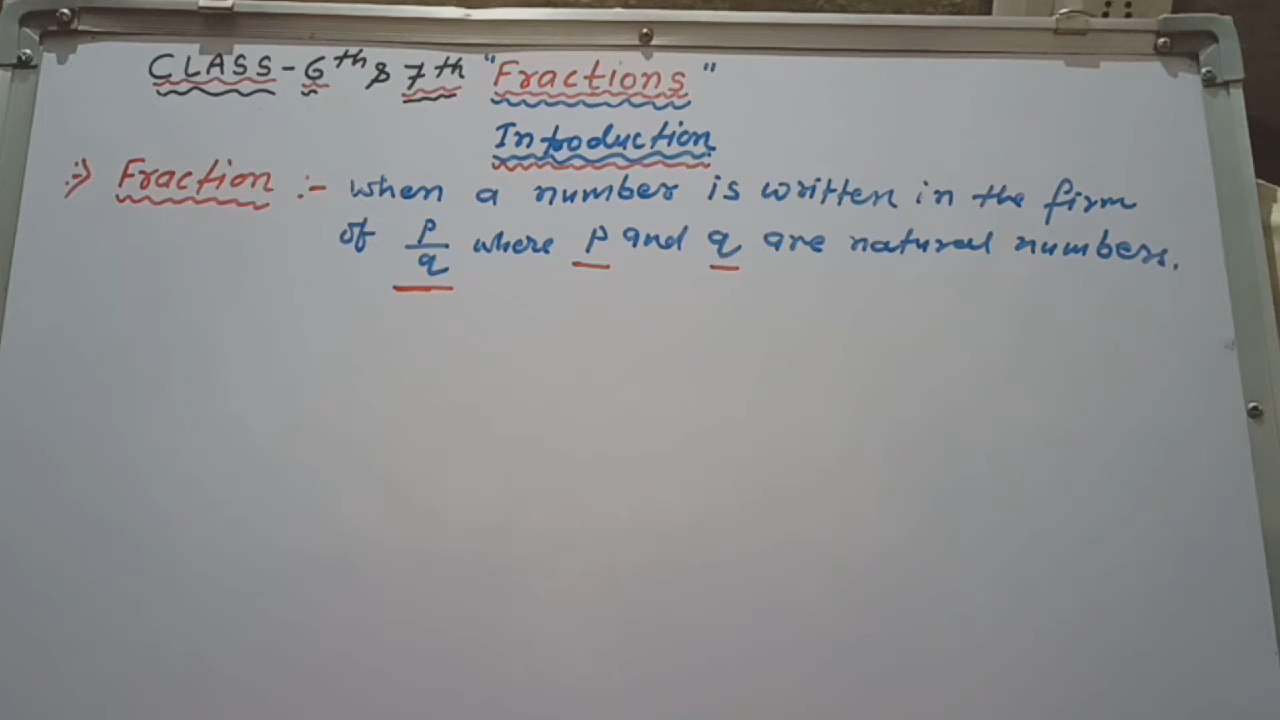 CLASS-6th & 7th "Fractions"
Introduction
⇒ Fraction :- when a number is written in the firm
of p/q where p and q are natural numbers.